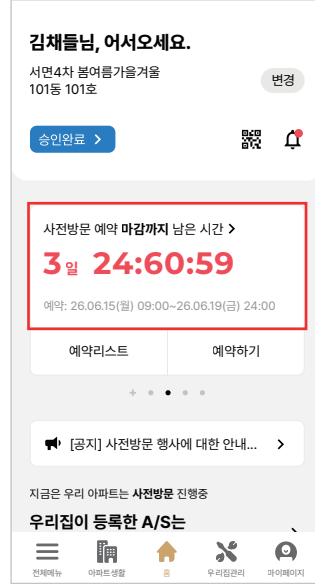 김채들님, 어서오세요.
서면4차 봄여름가을겨울
101동 101호
변경
승인완료 >
사전방문 예약 마감까지 남은 시간 >
3 일 24:60:59
예약: 26.06.15(월) 09:00~26.06.19(금) 24:00
예약리스트
예약하기
[공지] 사전방문 행사에 대한 안내... >
지금은 우리 아파트는 사전방문 진행중
우리집이 등록한 A/S는
전체메뉴
아파트생활
홈
우리집관리
마이페이지